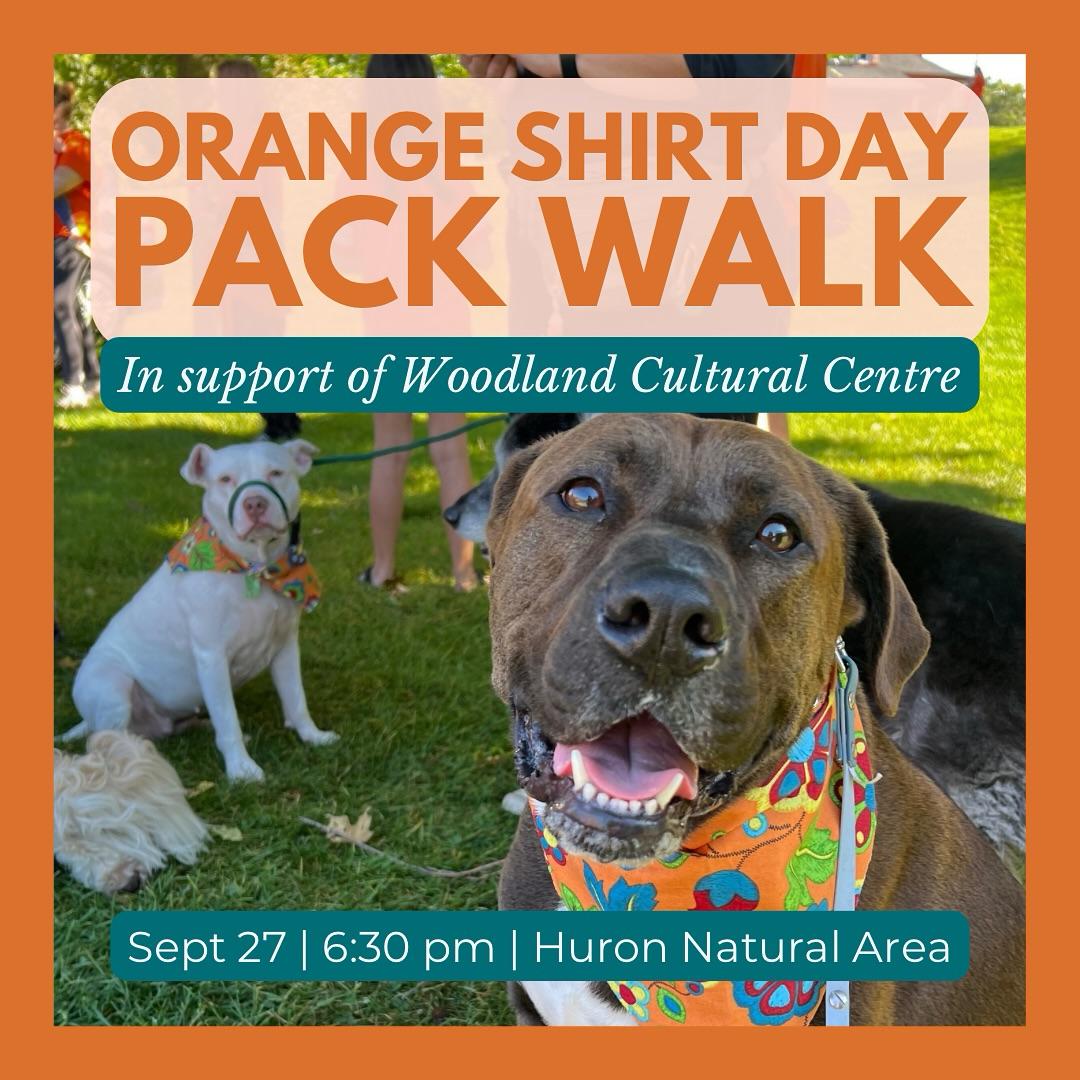 ORANGE SHIRT DAY
PACK WALK
In support of Woodland Cultural Centre
Sept 27 | 6:30 pm | Huron Natural Area